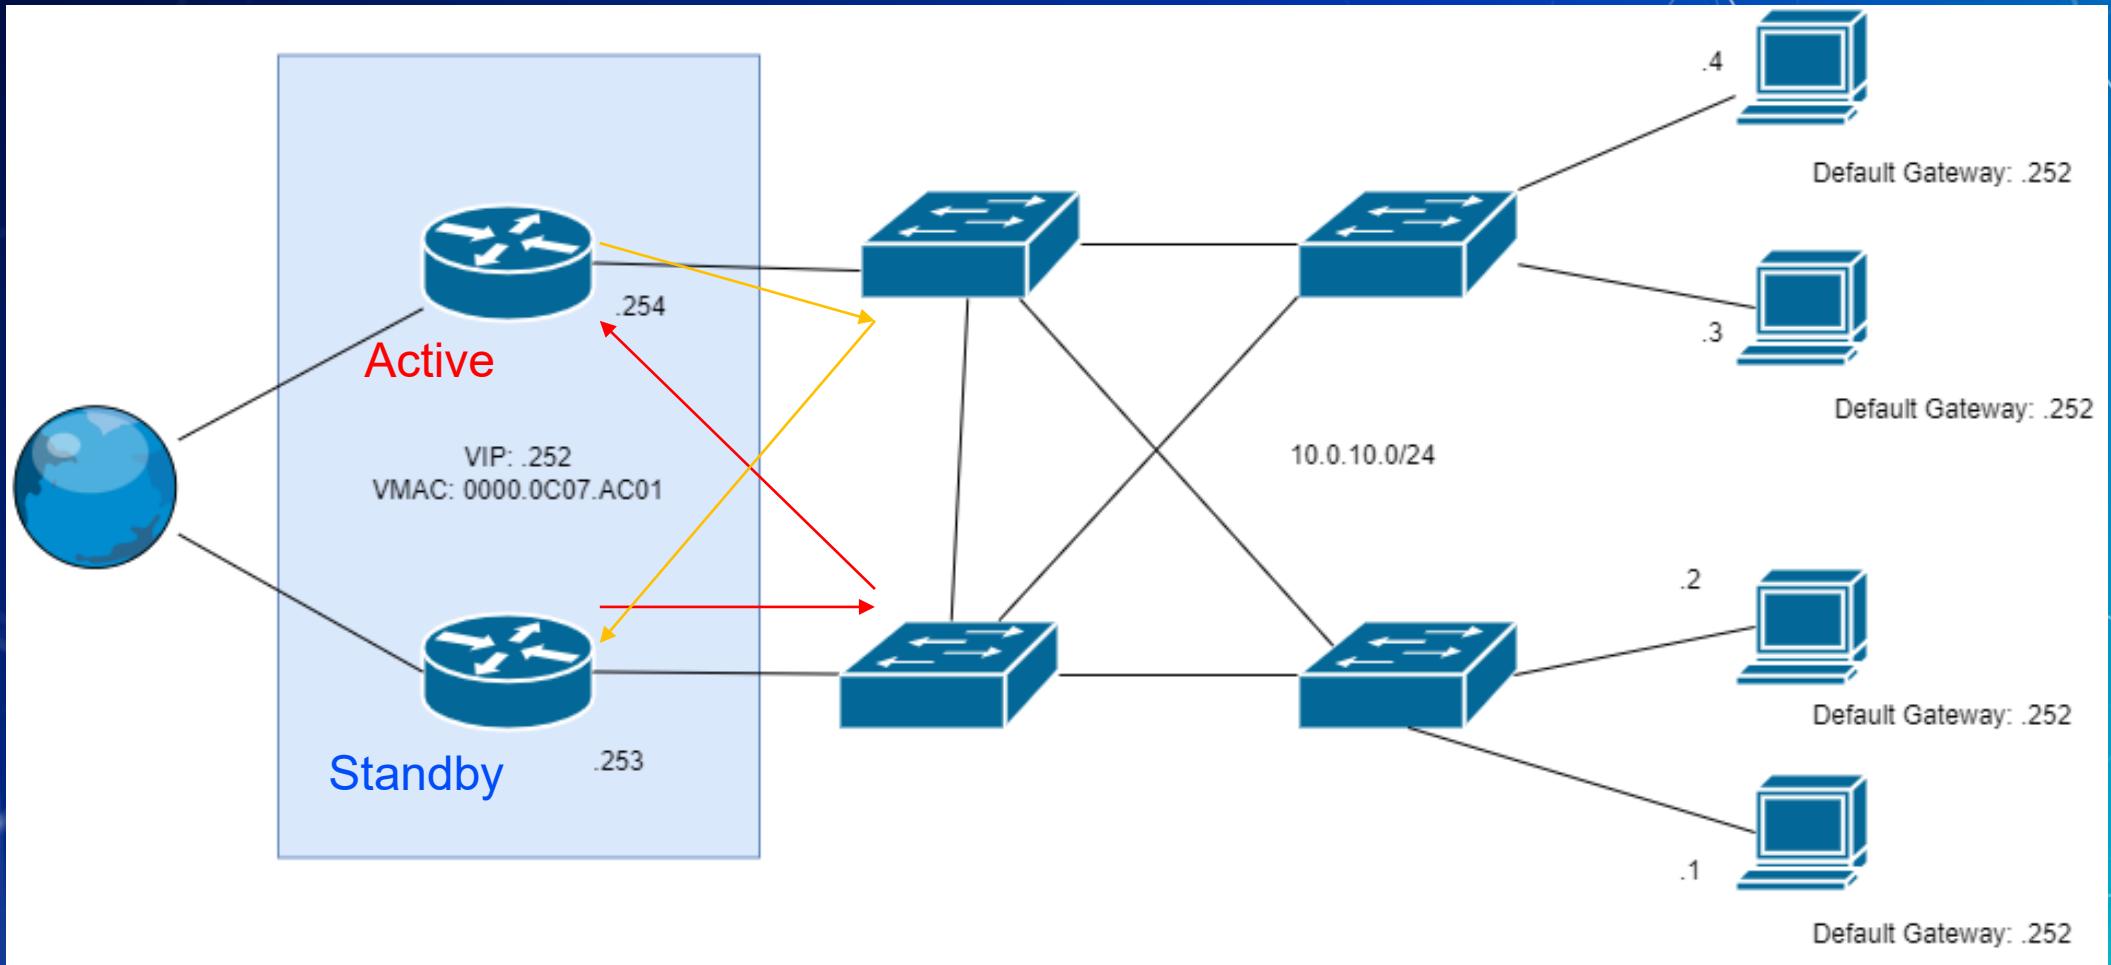 .4
Default Gateway: .252
.254
Active
.3
Default Gateway: .252
VIP: .252
VMAC: 0000.0C07.AC01
10.0.10.0/24
.2
Default Gateway: .252
Standby
.253
.1
Default Gateway: .252